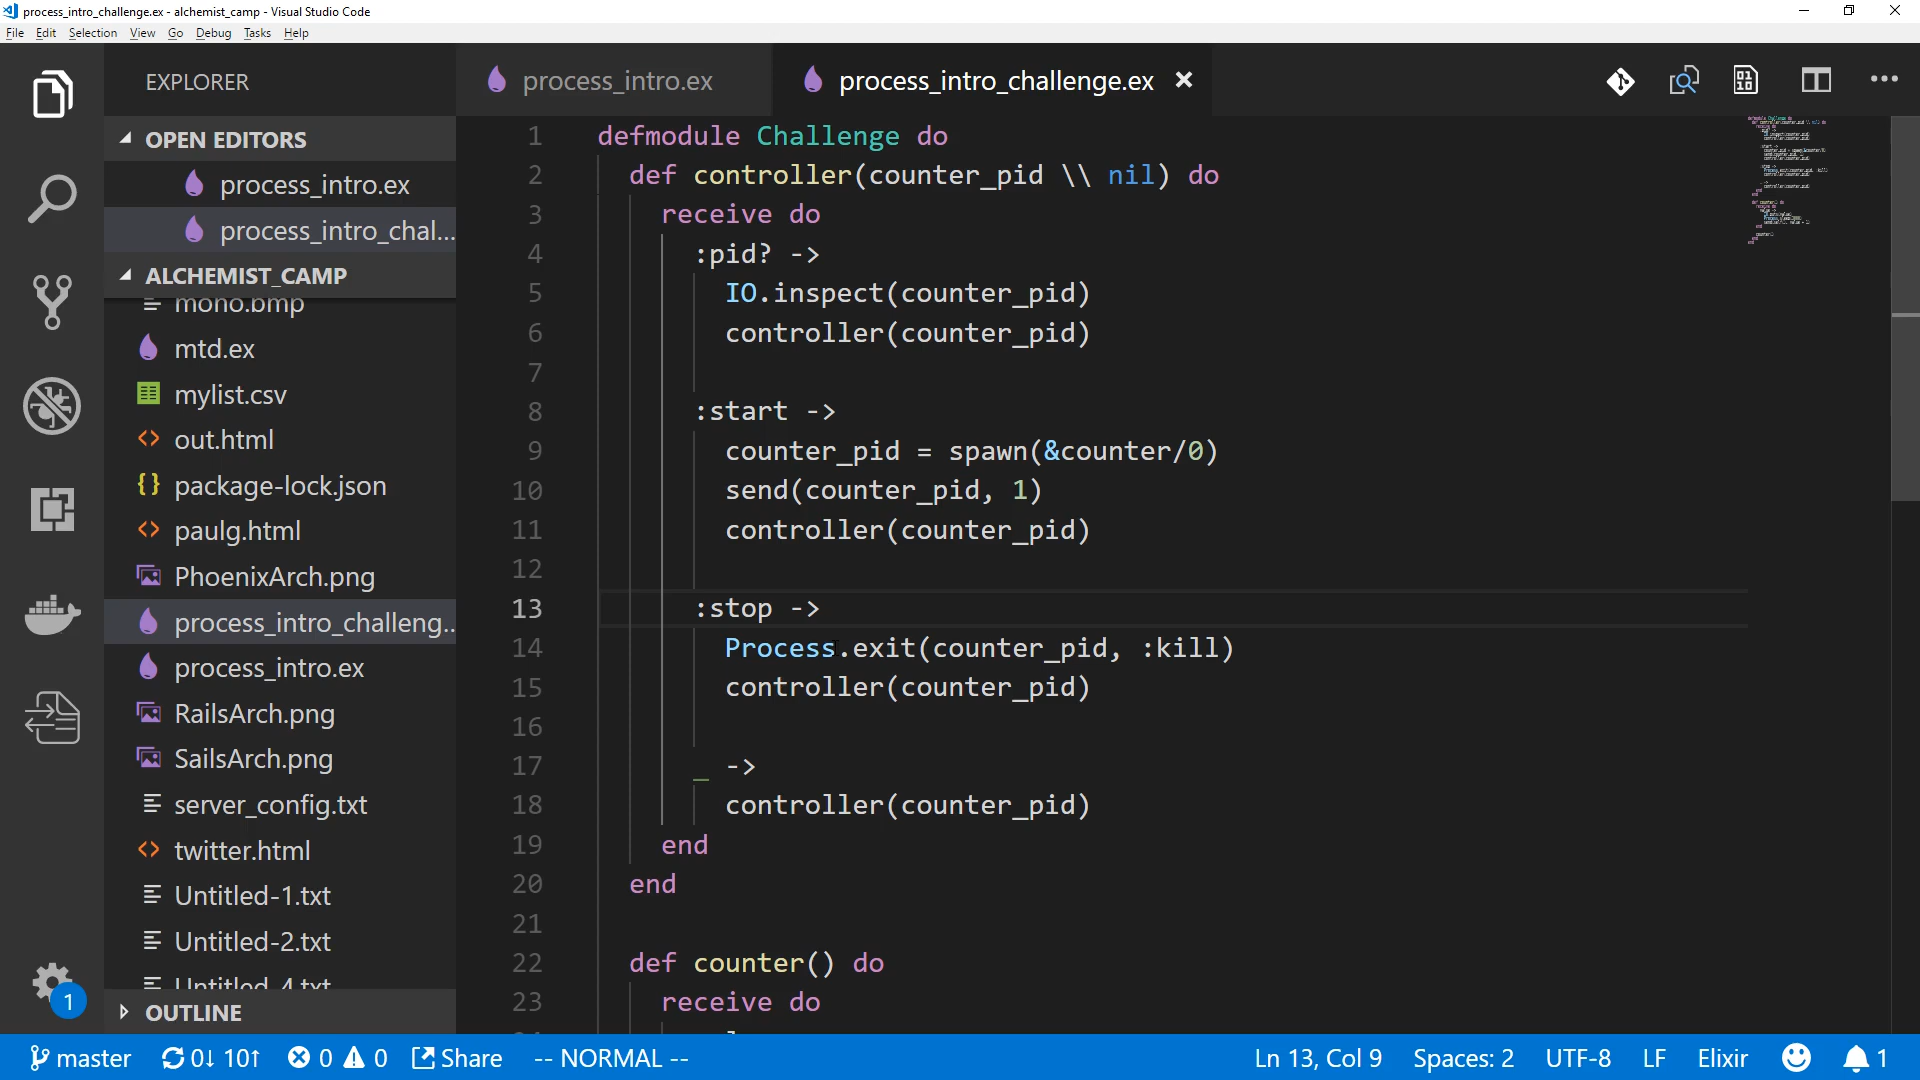 process_intro_challenge.ex - alchemist_camp - Visual Studio Code
File Edit Selection View Go Debug Tasks Help
EXPLORER
OPEN EDITORS
process_intro.ex
process_intro_chal...
ALCHEMIST_CAMP
mono.bmp
mtd.ex
mylist.csv
out.html
package-lock.json
paulg.html
PhoenixArch.png
process_intro_challeng...
process_intro.ex
RailsArch.png
SailsArch.png
server_config.txt
twitter.html
Untitled-1.txt
Untitled-2.txt
Untitled-4.txt
OUTLINE
1
process_intro.ex
process_intro_challenge.ex
1 defmodule Challenge do
2 def controller(counter_pid \\ nil) do
3 receive do
4 :pid? ->
5 IO.inspect(counter_pid)
6 controller(counter_pid)
7
8 :start ->
9 counter_pid = spawn(&counter/0)
10 send(counter_pid, 1)
11 controller(counter_pid)
12
13 :stop ->
14 Process.exit(counter_pid, :kill)
15 controller(counter_pid)
16
17 _ ->
18 controller(counter_pid)
19 end
20 end
21
22 def counter() do
23 receive do
master 0↓ 10↑ 0 0 Share -- NORMAL --
Ln 13, Col 9 Spaces: 2 UTF-8 LF Elixir 1